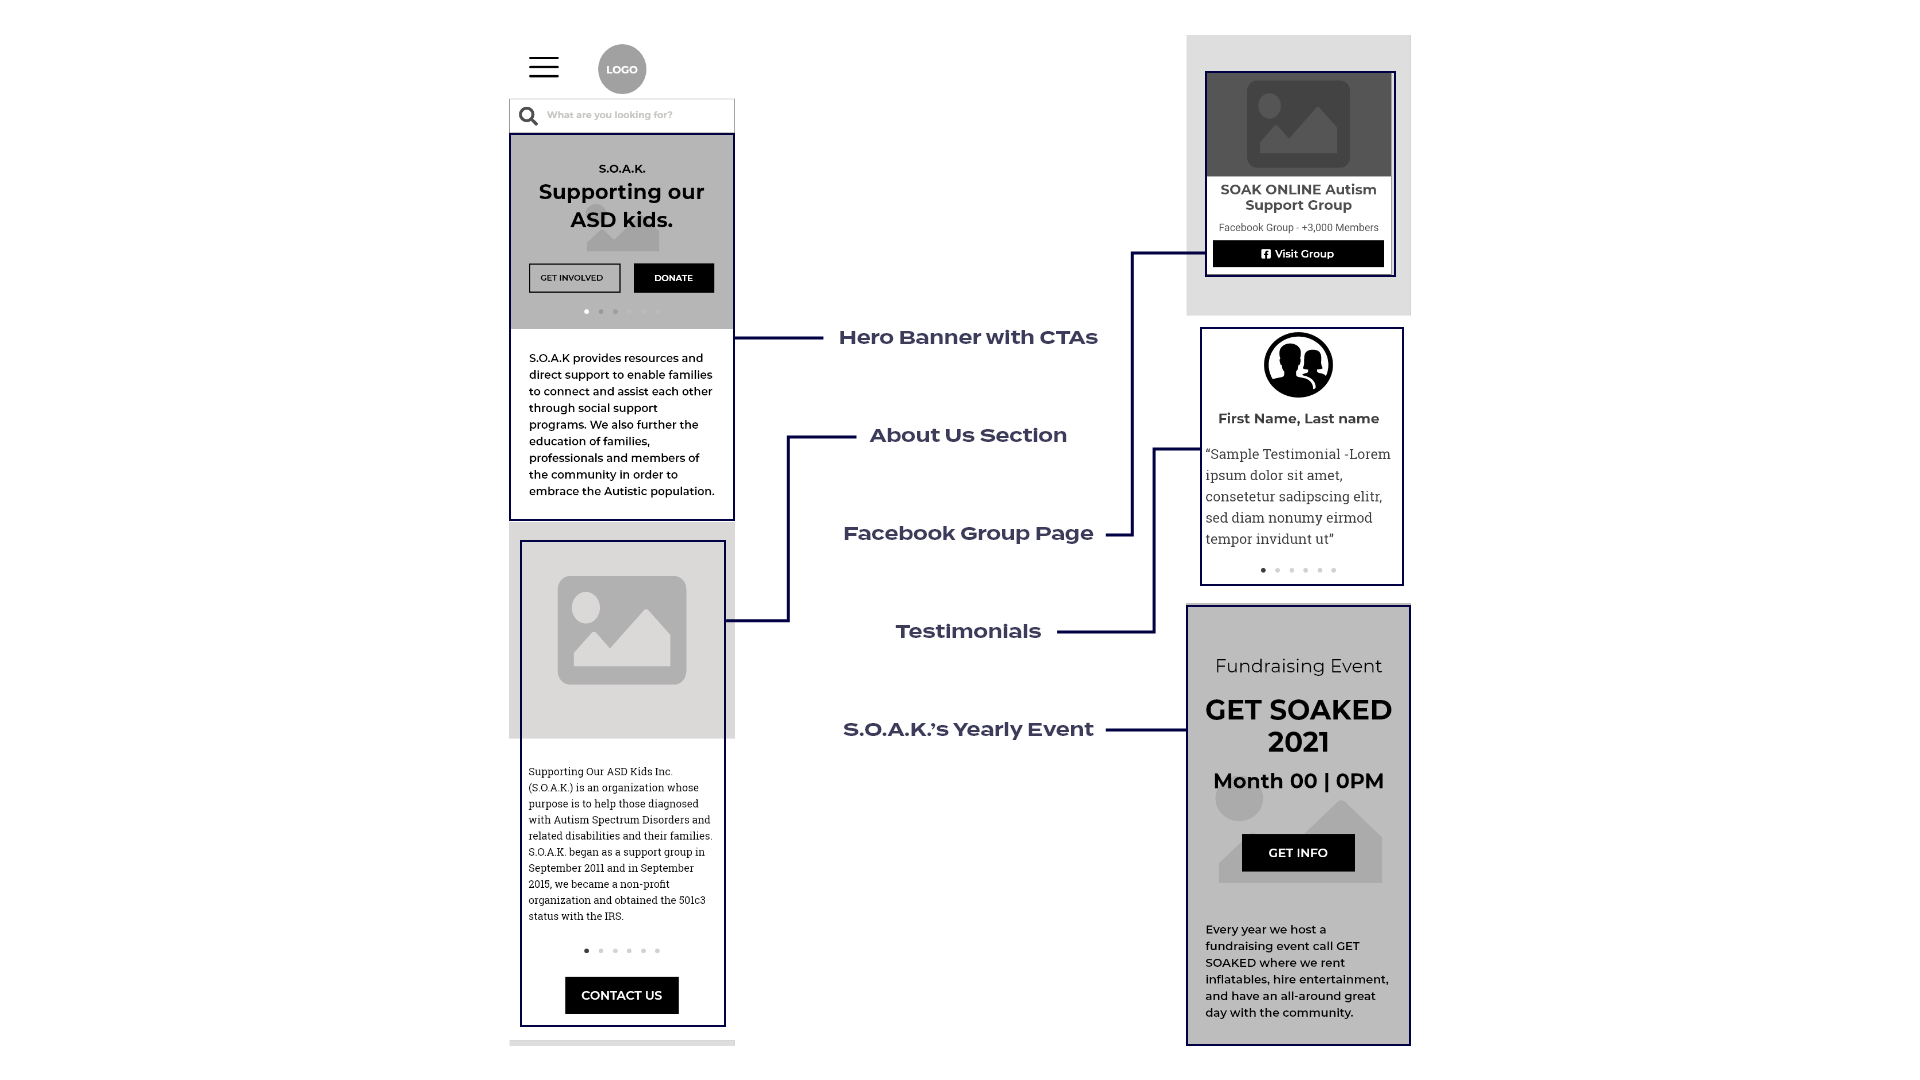 LOGO
What are you looking for?
S.O.A.K.
Supporting our
ASD kids.
GET INVOLVED
DONATE
S.O.A.K provides resources and
direct support to enable families
to connect and assist each other
through social support
programs. We also further the
education of families,
professionals and members of
the community in order to
embrace the Autistic population.
Supporting Our ASD Kids Inc.
(S.O.A.K.) is an organization whose
purpose is to help those diagnosed
with Autism Spectrum Disorders and
related disabilities and their families.
S.O.A.K. began as a support group in
September 2011 and in September
2015, we became a non-profit
organization and obtained the 501c3
status with the IRS.
CONTACT US
Hero Banner with CTAs
About Us Section
Facebook Group Page
Testimonials
S.O.A.K.’s Yearly Event
SOAK ONLINE Autism
Support Group
Facebook Group - +3,000 Members
Visit Group
First Name, Last name
“Sample Testimonial -Lorem
ipsum dolor sit amet,
consetetur sadipscing elitr,
sed diam nonumy eirmod
tempor invidunt ut”
Fundraising Event
GET SOAKED
2021
Month 00 | 0PM
GET INFO
Every year we host a
fundraising event call GET
SOAKED where we rent
inflatables, hire entertainment,
and have an all-around great
day with the community.